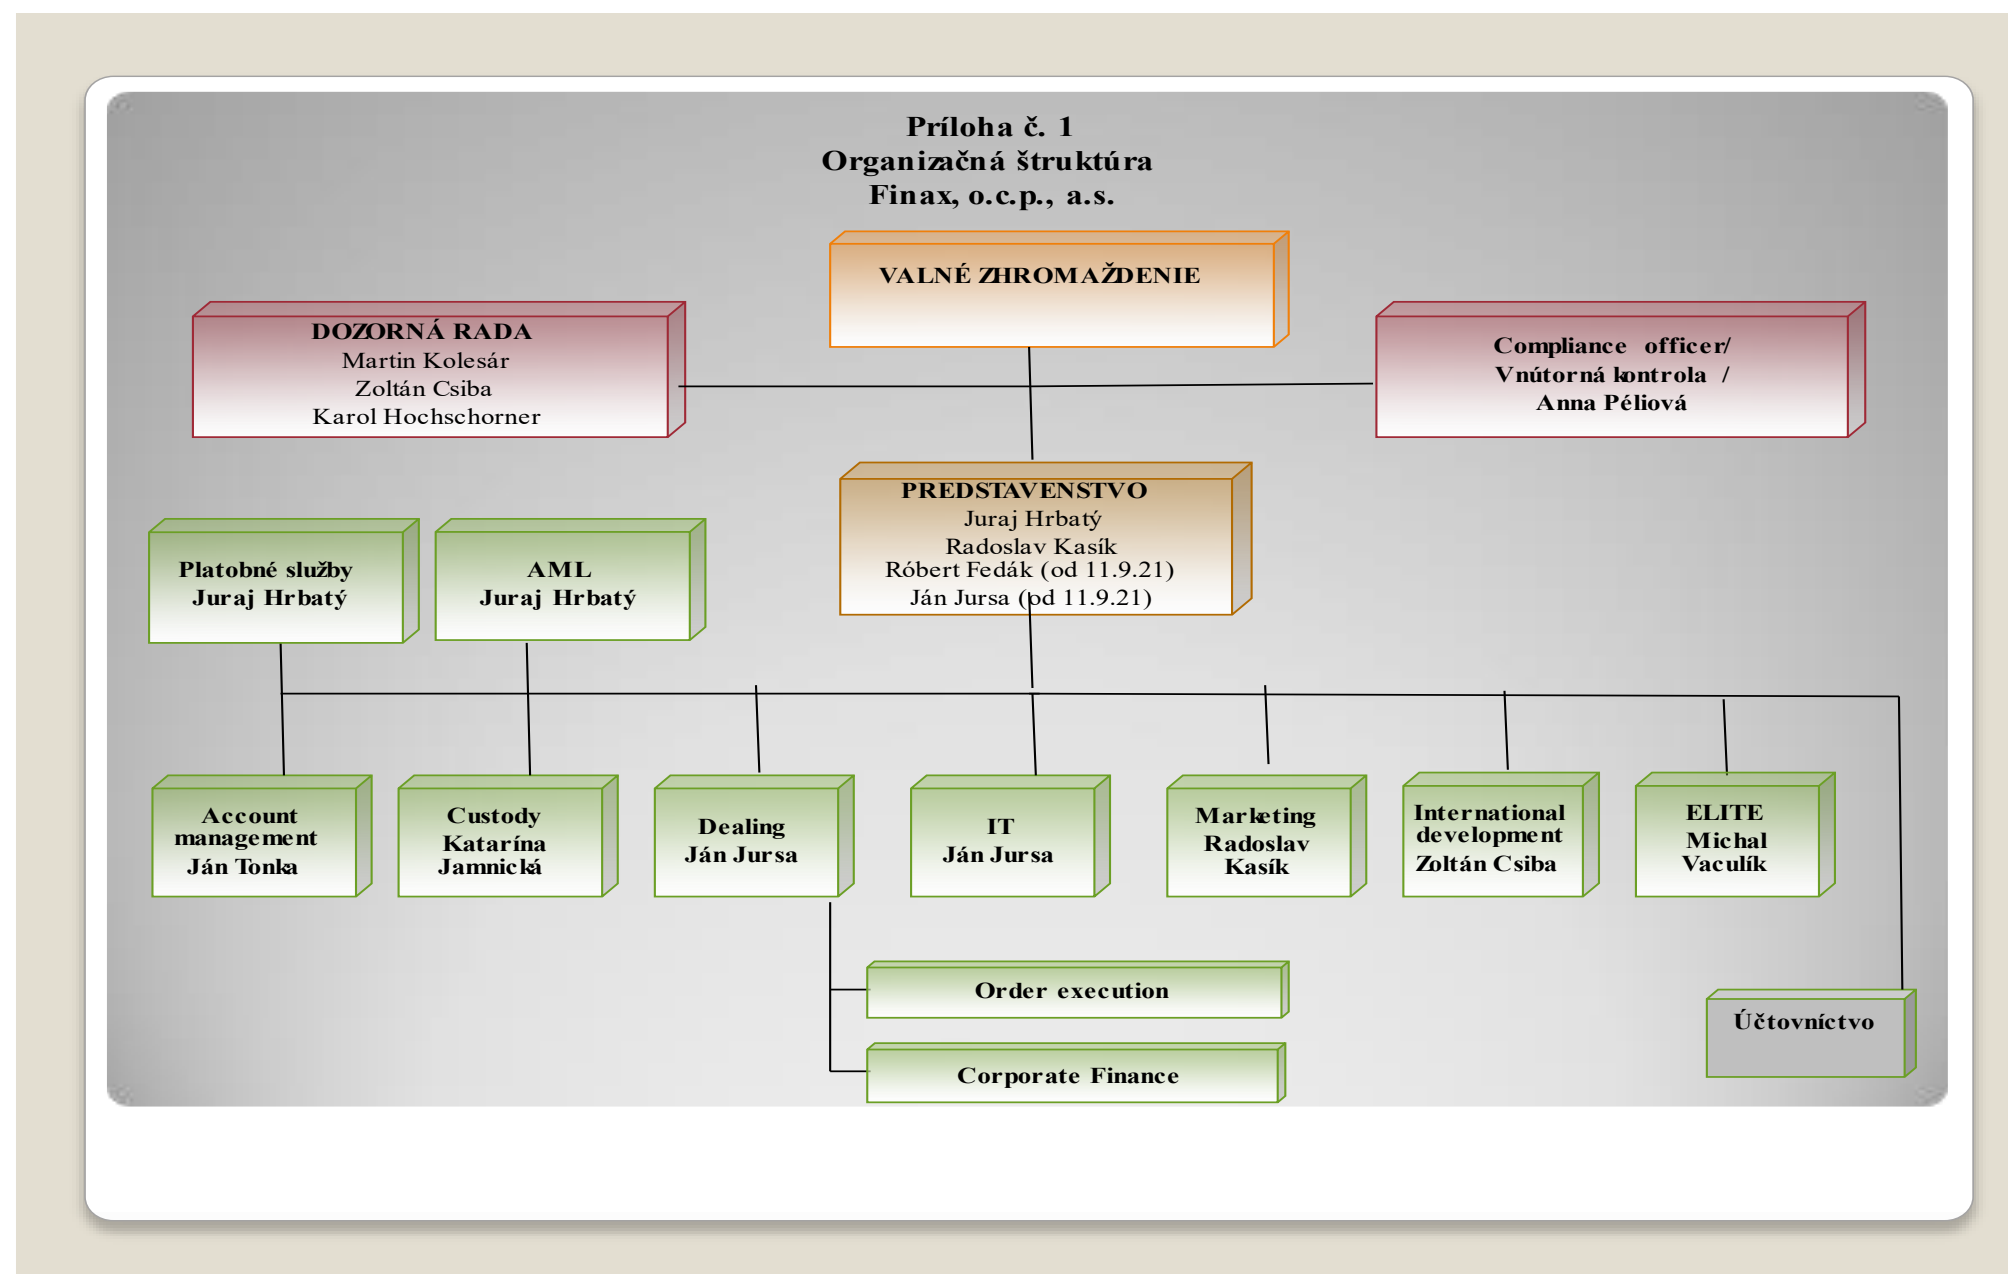 Príloha č. 1
Organizačná štruktúra
Finax, o.c.p., a.s.
VALNÉ ZHROMAŽDENIE
DOZORNÁ RADA
Martin Kolesár
Zoltán Csiba
Karol Hochschorner
Compliance officer/
Vnútorná kontrola /
Anna Péliová
PREDSTAVENSTVO
Juraj Hrbatý
Radoslav Kasík
Róbert Fedák (od 11.9.21)
Ján Jursa (od 11.9.21)
Platobné služby
Juraj Hrbatý
AML
Juraj Hrbatý
Account
management
Ján Tonka
Custody
Katarína
Jamnická
Dealing
Ján Jursa
IT
Ján Jursa
Marketing
Radoslav
Kasík
International
development
Zoltán Csiba
ELITE
Michal
Vaculík
Order execution
Corporate Finance
Účtovníctvo